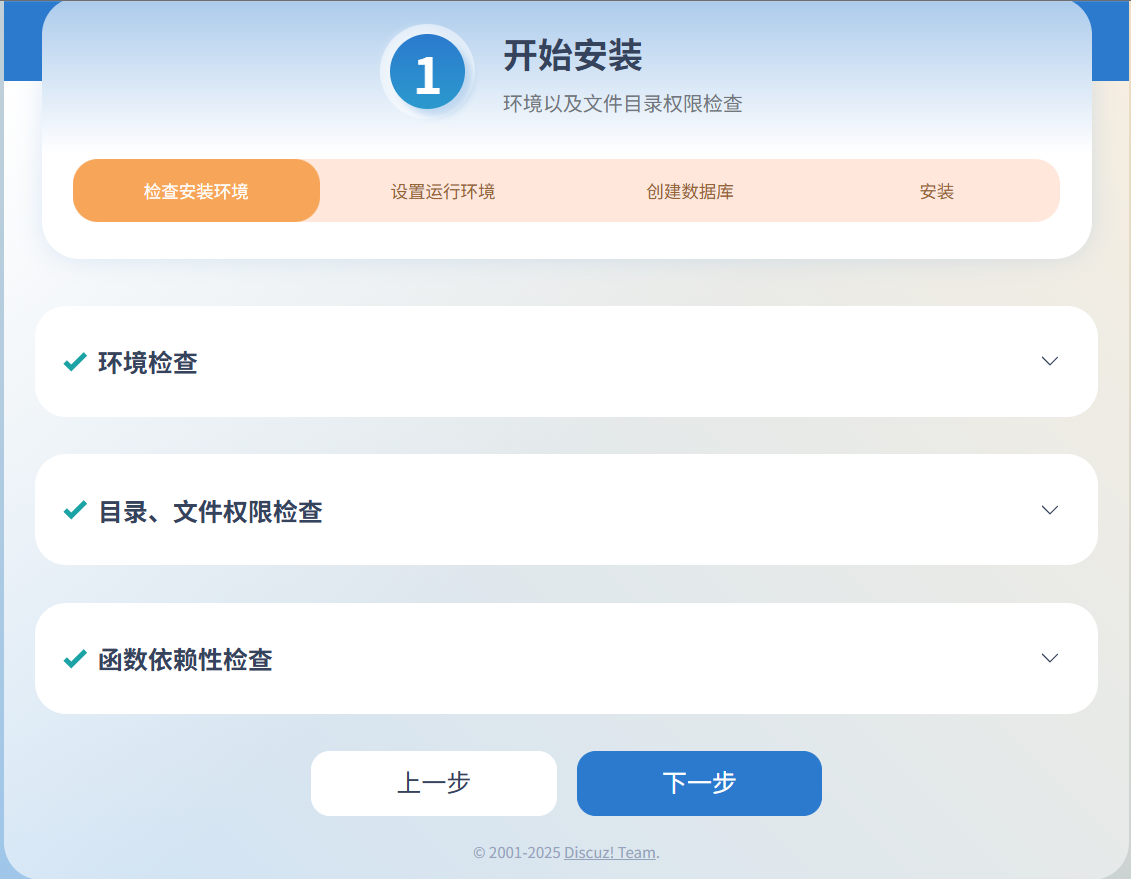 1
开始安装
环境以及文件目录权限检查
检查安装环境
设置运行环境
创建数据库
安装
环境检查
目录、文件权限检查
函数依赖性检查
上一步
下一步
© 2001-2025 Discuz! Team.